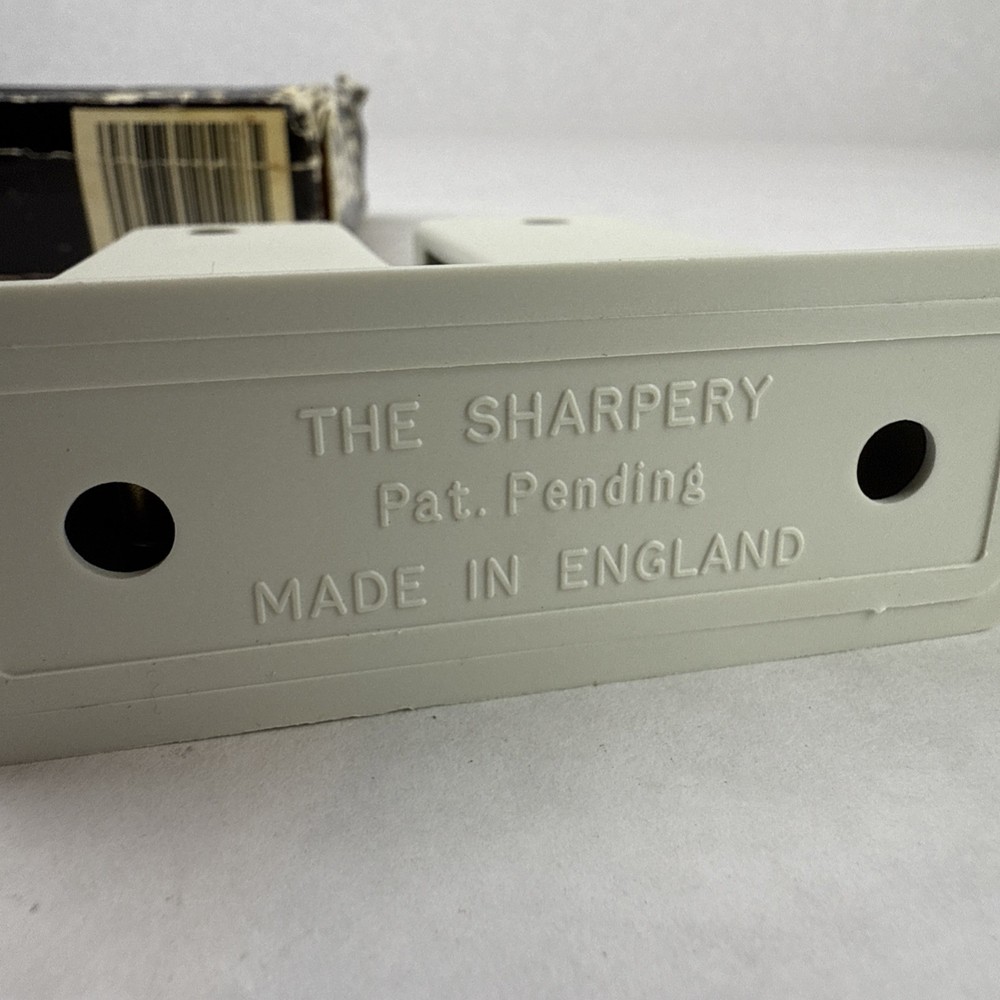 THE SHARPERY
Pat. Pending
MADE IN ENGLAND